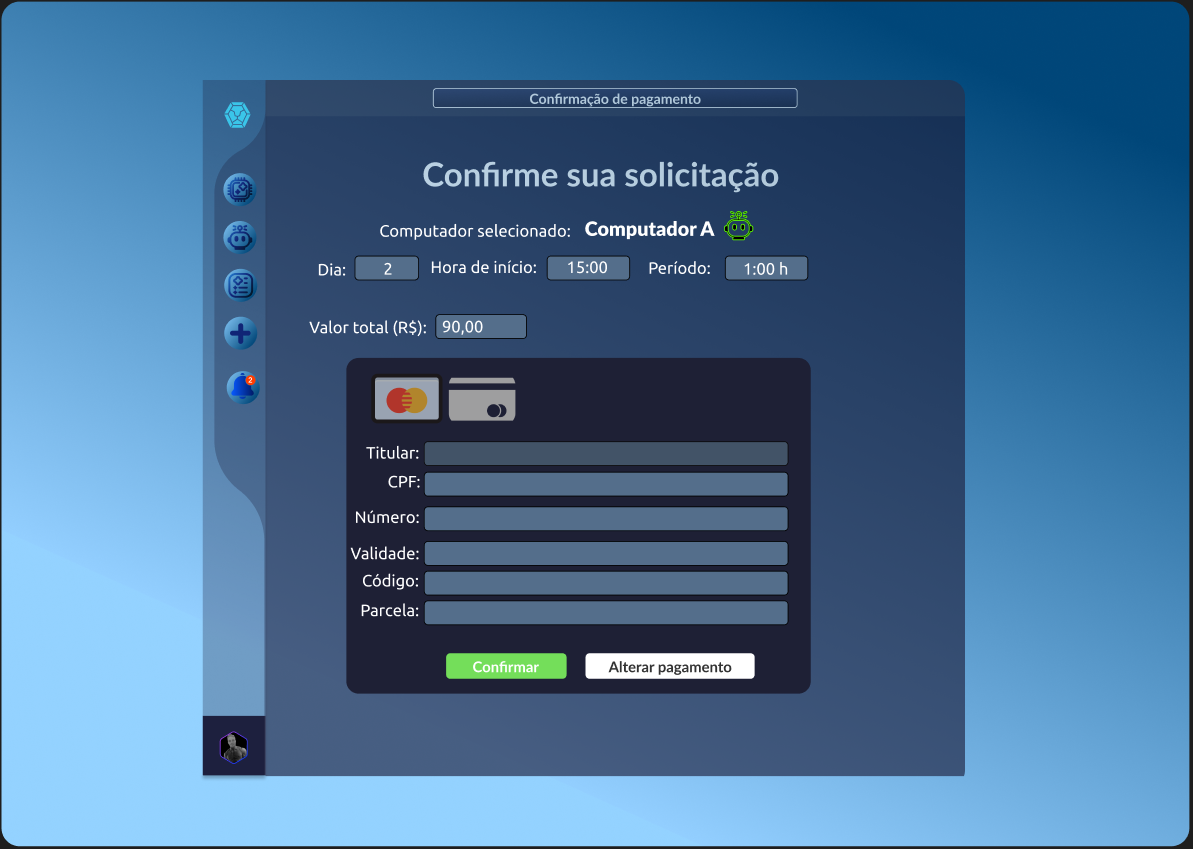 Confirmação de pagamento
Confirme sua solicitação
Computador selecionado: Computador A
Dia: 2 Hora de início: 15:00 Período: 1:00 h
Valor total (R$): 90,00
2
Titular:
CPF:
Número:
Validade:
Código:
Parcela:
Confirmar Alterar pagamento